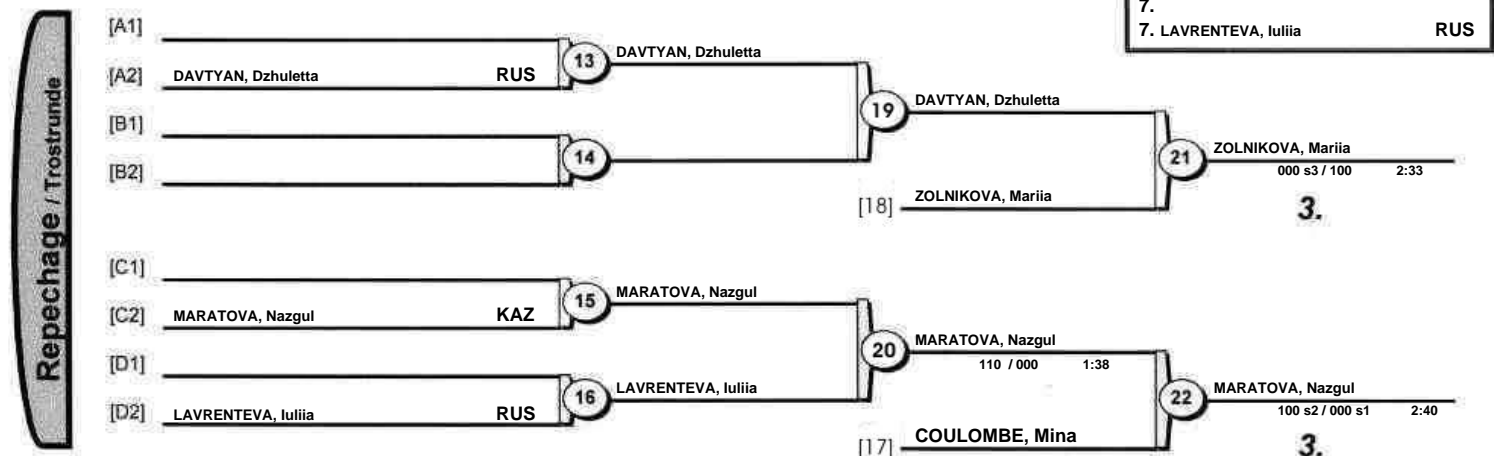 7.
7. LAVRENTEVA, Iuliia RUS
Repechage / Trostrunde
[A1]
[A2] DAVTYAN, Dzhuletta RUS
13 DAVTYAN, Dzhuletta
[B1]
[B2]
14
19 DAVTYAN, Dzhuletta
[18] ZOLNIKOVA, Mariia
21 ZOLNIKOVA, Mariia
000 s3 / 100 2:33
3.
[C1]
[C2] MARATOVA, Nazgul KAZ
15 MARATOVA, Nazgul
[D1]
[D2] LAVRENTEVA, Iuliia RUS
16 LAVRENTEVA, Iuliia
20 MARATOVA, Nazgul
110 / 000 1:38
[17] COULOMBE, Mina
22 MARATOVA, Nazgul
100 s2 / 000 s1 2:40
3.